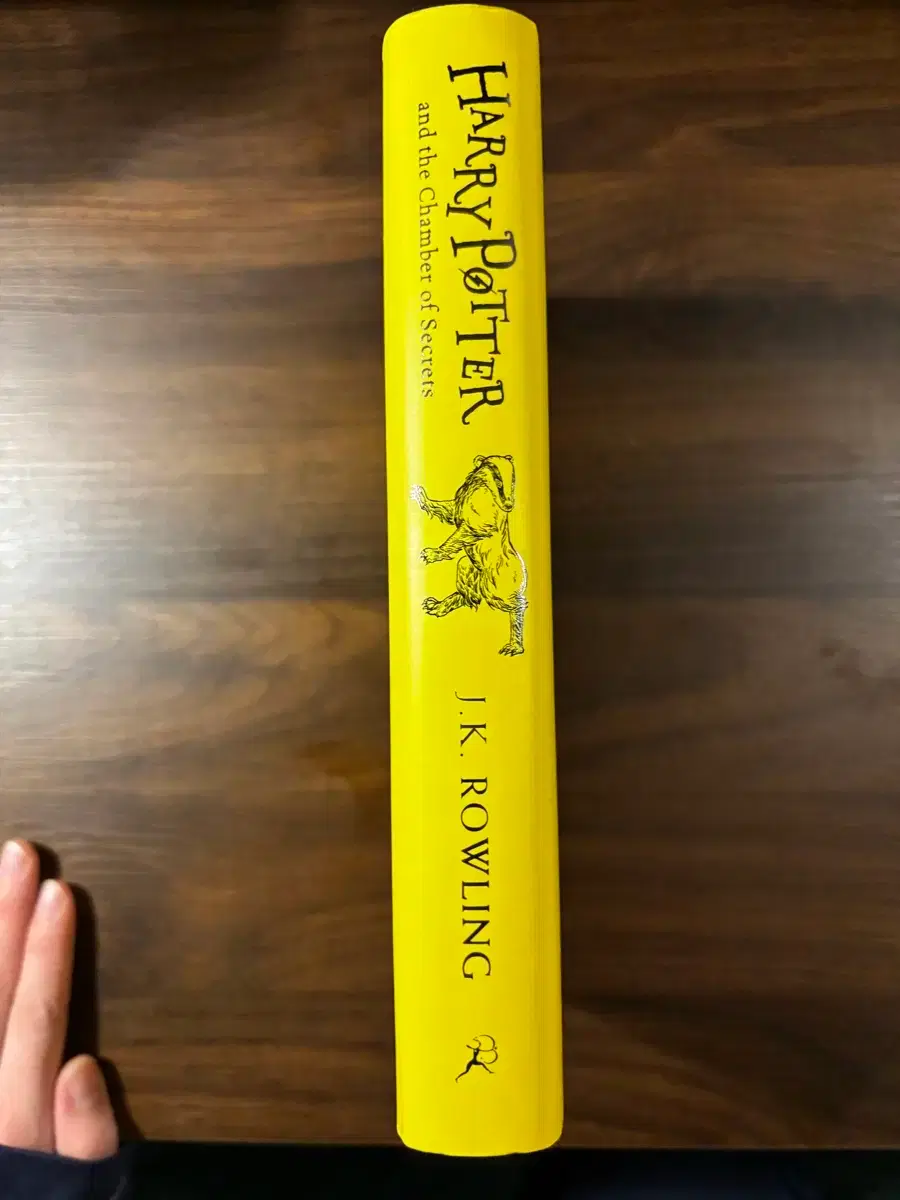 HARRY POTTER
and the Chamber of Secrets
J.K. ROWLING